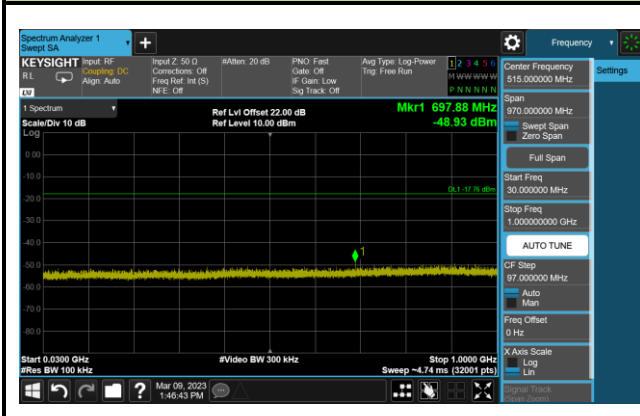 Spectrum Analyzer 1
Swept SA
+
Frequency
KEYSIGHT
RL
LXI
Input: RF
Coupling: DC
Align: Auto
Input Z: 50 Ω
Corrections: Off
Freq Ref: Int (S)
NFE: Off
#Atten: 20 dB
PNO: Fast
Gate: Off
IF Gain: Low
Sig Track: Off
Avg Type: Log-Power
Trig: Free Run
1 2 3 4 5 6
M W W W W W
P N N N N N
1 Spectrum
Scale/Div 10 dB
Log
Ref Lvl Offset 22.00 dB
Ref Level 10.00 dBm
Mkr1 697.88 MHz
-48.93 dBm
0.00
-10.0
DL1 -17.76 dBm
-20.0
-30.0
-40.0
1
-50.0
-60.0
-70.0
-80.0
Start 0.0300 GHz
#Res BW 100 kHz
#Video BW 300 kHz
Stop 1.0000 GHz
Sweep ~4.74 ms (32001 pts)
Center Frequency
515.000000 MHz
Settings
Span
970.000000 MHz
Swept Span
Zero Span
Full Span
Start Freq
30.000000 MHz
Stop Freq
1.000000000 GHz
AUTO TUNE
CF Step
97.000000 MHz
Auto
Man
Freq Offset
0 Hz
X Axis Scale
Log
Lin
Signal Track
(Span Zoom)
?
Mar 09, 2023
1:46:43 PM